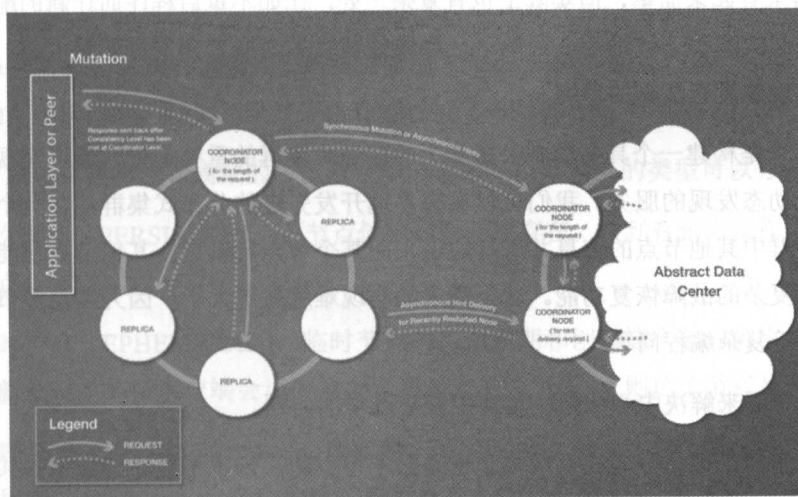 Mutation
Application Layer or Peer
Response sent back after
Consistency Level has been
met at Coordinator Level.
COORDINATOR
NODE
( for the length of
the request )
Synchronous Mutation or Asynchronous Hints
REPLICA
REPLICA
REPLICA
COORDINATOR
NODE
( for the length of
the request )
Asynchronous Hint Delivery
for Recently Restarted Node
COORDINATOR
NODE
( for hint
delivery request )
Abstract Data
Center
Legend
REQUEST
RESPONSE